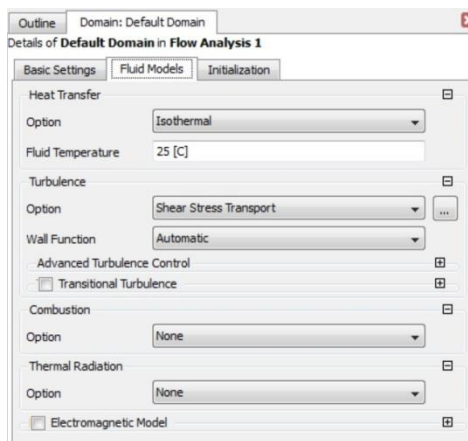 Outline
Domain: Default Domain
Details of Default Domain in Flow Analysis 1
Basic Settings
Fluid Models
Initialization
Heat Transfer
Option
Isothermal
Fluid Temperature
25 [C]
Turbulence
Option
Shear Stress Transport
...
Wall Function
Automatic
Advanced Turbulence Control
Transitional Turbulence
Combustion
Option
None
Thermal Radiation
Option
None
Electromagnetic Model